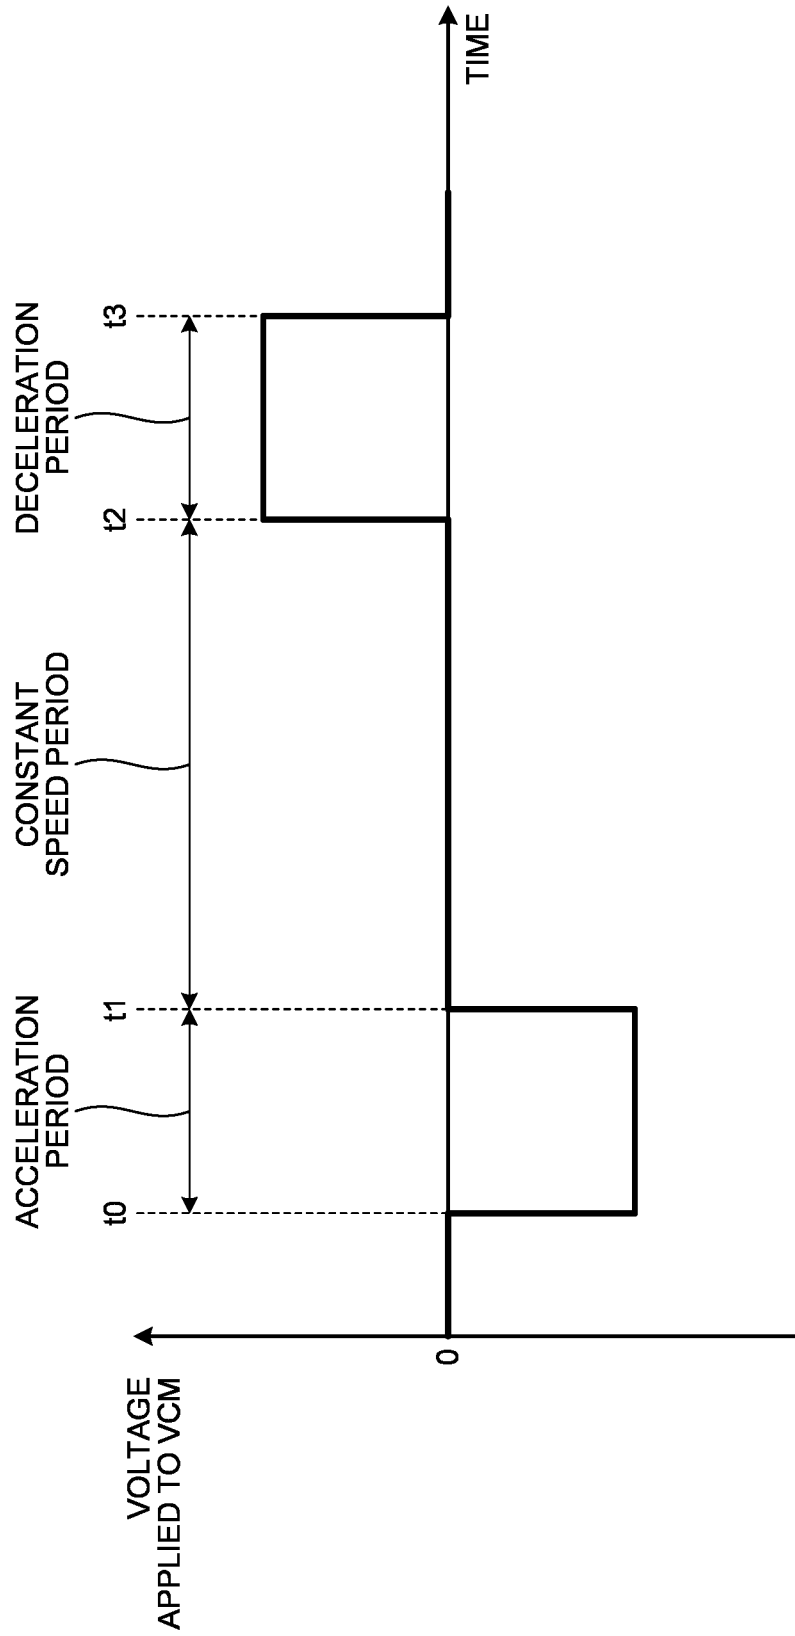 VOLTAGE
APPLIED TO VCM
ACCELERATION
PERIOD
CONSTANT
SPEED PERIOD
DECELERATION
PERIOD
t0
t1
t2
t3
0
TIME